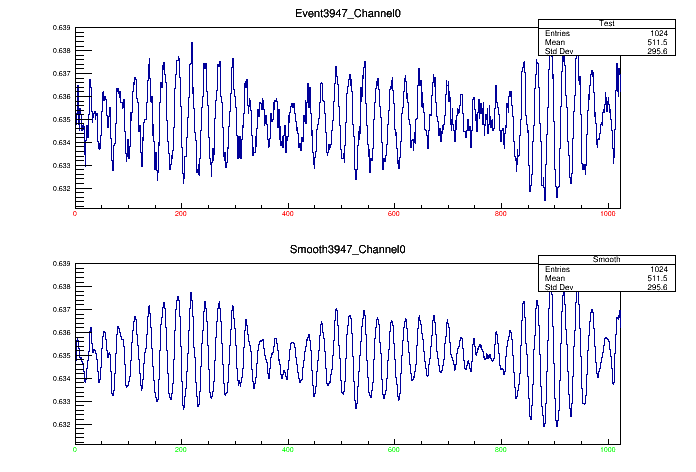 Event3947_Channel0
Test
Entries 1024
Mean 511.5
Std Dev 295.6
0.639
0.638
0.637
0.636
0.635
0.634
0.633
0.632
0 200 400 600 800 1000
Smooth3947_Channel0
Smooth
Entries 1024
Mean 511.5
Std Dev 295.6
0.639
0.638
0.637
0.636
0.635
0.634
0.633
0.632
0 200 400 600 800 1000